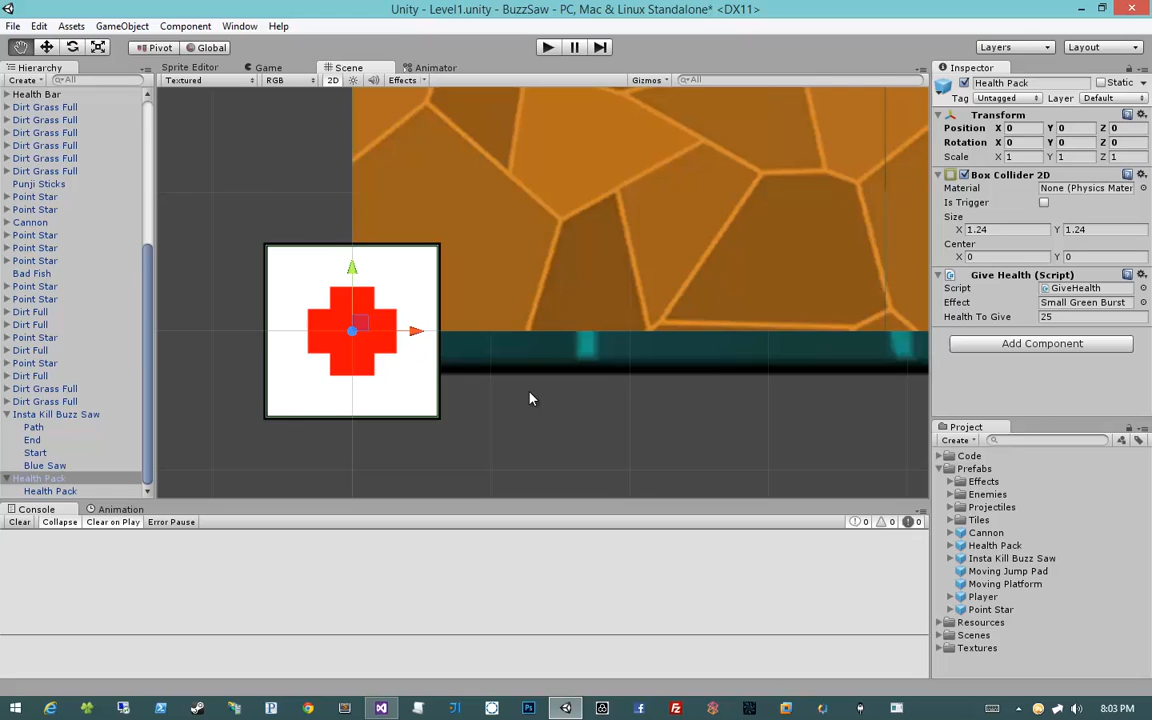 Unity - Level1.unity - BuzzSaw - PC, Mac & Linux Standalone* <DX11>
File Edit Assets GameObject Component Window Help
Pivot Global Layers Layout
Hierarchy
Create All
Health Bar
Dirt Grass Full
Dirt Grass Full
Dirt Grass Full
Dirt Grass Full
Dirt Grass Full
Dirt Grass Full
Punji Sticks
Point Star
Point Star
Cannon
Point Star
Point Star
Point Star
Bad Fish
Point Star
Point Star
Dirt Full
Dirt Full
Point Star
Dirt Full
Point Star
Dirt Full
Dirt Grass Full
Dirt Grass Full
Insta Kill Buzz Saw
Path
End
Start
Blue Saw
Health Pack
Health Pack
Sprite Editor Game Scene Animator
Textured RGB 2D Effects Gizmos All
Inspector
Health Pack Static
Tag Untagged Layer Default
Transform
Position X 0 Y 0 Z 0
Rotation X 0 Y 0 Z 0
Scale X 1 Y 1 Z 1
Box Collider 2D
Material None (Physics Mater
Is Trigger
Size
X 1.24 Y 1.24
Center
X 0 Y 0
Give Health (Script)
Script GiveHealth
Effect Small Green Burst
Health To Give 25
Add Component
Project
Create
Code
Prefabs
Effects
Enemies
Projectiles
Tiles
Cannon
Health Pack
Insta Kill Buzz Saw
Moving Jump Pad
Moving Platform
Player
Point Star
Resources
Scenes
Textures
Console Animation
Clear Collapse Clear on Play Error Pause 0 0 0
8:03 PM